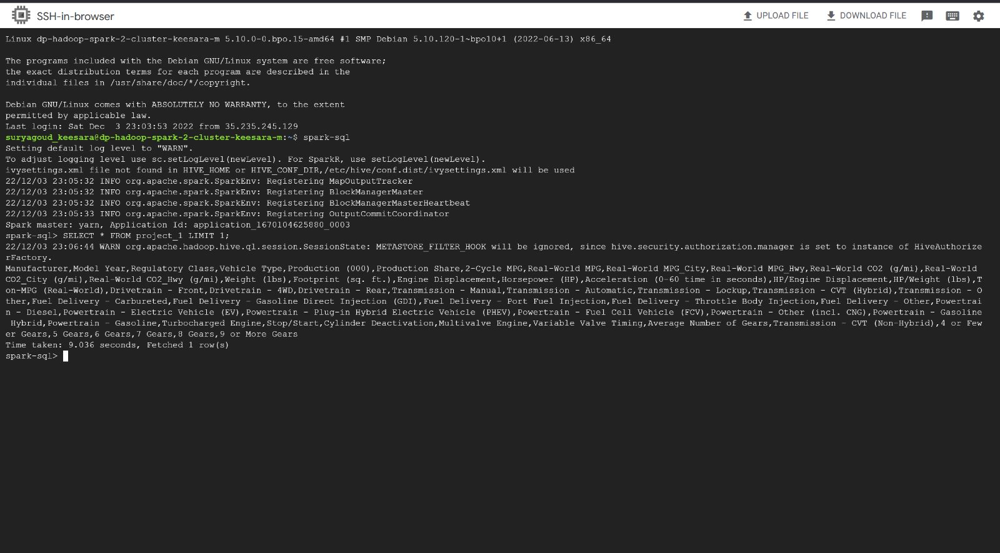 SSH-in-browser
UPLOAD FILE
DOWNLOAD FILE
Linux dp-hadoop-spark-2-cluster-keesara-m 5.10.0-0.bpo.15-amd64 #1 SMP Debian 5.10.120-1~bpo10+1 (2022-06-13) x86_64
The programs included with the Debian GNU/Linux system are free software;
the exact distribution terms for each program are described in the
individual files in /usr/share/doc/*/copyright.
Debian GNU/Linux comes with ABSOLUTELY NO WARRANTY, to the extent
permitted by applicable law.
Last login: Sat Dec  3 23:03:53 2022 from 35.235.245.129
suryagoud_keesara@dp-hadoop-spark-2-cluster-keesara-m:~$ spark-sql
Setting default log level to "WARN".
To adjust logging level use sc.setLogLevel(newLevel). For SparkR, use setLogLevel(newLevel).
ivysettings.xml file not found in HIVE_HOME or HIVE_CONF_DIR,/etc/hive/conf.dist/ivysettings.xml will be used
22/12/03 23:05:32 INFO org.apache.spark.SparkEnv: Registering MapOutputTracker
22/12/03 23:05:32 INFO org.apache.spark.SparkEnv: Registering BlockManagerMaster
22/12/03 23:05:32 INFO org.apache.spark.SparkEnv: Registering BlockManagerMasterHeartbeat
22/12/03 23:05:33 INFO org.apache.spark.SparkEnv: Registering OutputCommitCoordinator
Spark master: yarn, Application Id: application_1670104625880_0003
spark-sql> SELECT * FROM project_1 LIMIT 1;
22/12/03 23:06:44 WARN org.apache.hadoop.hive.ql.session.SessionState: METASTORE_FILTER_HOOK will be ignored, since hive.security.authorization.manager is set to instance of HiveAuthorize
rFactory.
Manufacturer,Model Year,Regulatory Class,Vehicle Type,Production (000),Production Share,2-Cycle MPG,Real-World MPG,Real-World MPG_City,Real-World MPG_Hwy,Real-World CO2 (g/mi),Real-World
CO2_City (g/mi),Real-World CO2_Hwy (g/mi),Weight (lbs),Footprint (sq. ft.),Engine Displacement,Horsepower (HP),Acceleration (0-60 time in seconds),HP/Engine Displacement,HP/Weight (lbs),T
on-MPG (Real-World),Drivetrain - Front,Drivetrain - 4WD,Drivetrain - Rear,Transmission - Manual,Transmission - Automatic,Transmission - Lockup,Transmission - CVT (Hybrid),Transmission - O
ther,Fuel Delivery - Carbureted,Fuel Delivery - Gasoline Direct Injection (GDI),Fuel Delivery - Port Fuel Injection,Fuel Delivery - Throttle Body Injection,Fuel Delivery - Other,Powertrai
n - Diesel,Powertrain - Electric Vehicle (EV),Powertrain - Plug-in Hybrid Electric Vehicle (PHEV),Powertrain - Fuel Cell Vehicle (FCV),Powertrain - Other (incl. CNG),Powertrain - Gasoline
 Hybrid,Powertrain - Gasoline,Turbocharged Engine,Stop/Start,Cylinder Deactivation,Multivalve Engine,Variable Valve Timing,Average Number of Gears,Transmission - CVT (Non-Hybrid),4 or Few
er Gears,5 Gears,6 Gears,7 Gears,8 Gears,9 or More Gears
Time taken: 9.036 seconds, Fetched 1 row(s)
spark-sql>